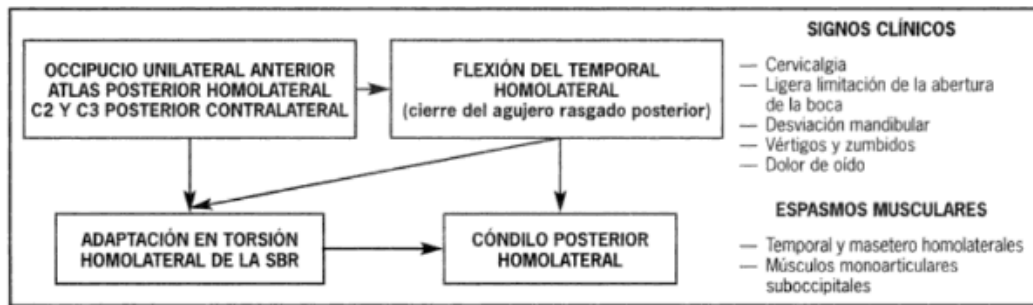 OCCIPUCIO UNILATERAL ANTERIOR
ATLAS POSTERIOR HOMOLATERAL
C2 Y C3 POSTERIOR CONTRALATERAL
FLEXIÓN DEL TEMPORAL
HOMOLATERAL
(cierre del agujero rasgado posterior)
ADAPTACIÓN EN TORSIÓN
HOMOLATERAL DE LA SBR
CÓNDILO POSTERIOR
HOMOLATERAL
SIGNOS CLÍNICOS
— Cervicalgia
— Ligera limitación de la abertura
de la boca
— Desviación mandibular
— Vértigos y zumbidos
— Dolor de oído
ESPASMOS MUSCULARES
— Temporal y masetero homolaterales
— Músculos monoarticulares
suboccipitales